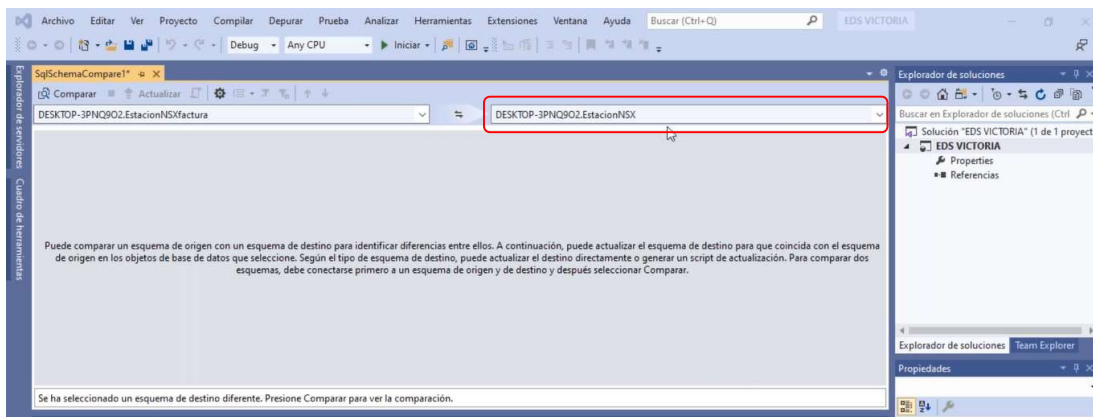 Archivo Editar Ver Proyecto Compilar Depurar Prueba Analizar Herramientas Extensiones Ventana Ayuda Buscar (Ctrl+Q) EDS VICTORIA
Debug Any CPU Iniciar
Explorador de servidores
Cuadro de herramientas
SqlSchemaCompare1*
Comparar Actualizar
DESKTOP-3PNQ9O2.EstacionNSXfactura
DESKTOP-3PNQ9O2.EstacionNSX
Puede comparar un esquema de origen con un esquema de destino para identificar diferencias entre ellos. A continuación, puede actualizar el esquema de destino para que coincida con el esquema
de origen en los objetos de base de datos que seleccione. Según el tipo de esquema de destino, puede actualizar el destino directamente o generar un script de actualización. Para comparar dos
esquemas, debe conectarse primero a un esquema de origen y de destino y después seleccionar Comparar.
Se ha seleccionado un esquema de destino diferente. Presione Comparar para ver la comparación.
Explorador de soluciones
Buscar en Explorador de soluciones (Ctrl
Solución "EDS VICTORIA" (1 de 1 proyect
EDS VICTORIA
Properties
Referencias
Explorador de soluciones Team Explorer
Propiedades